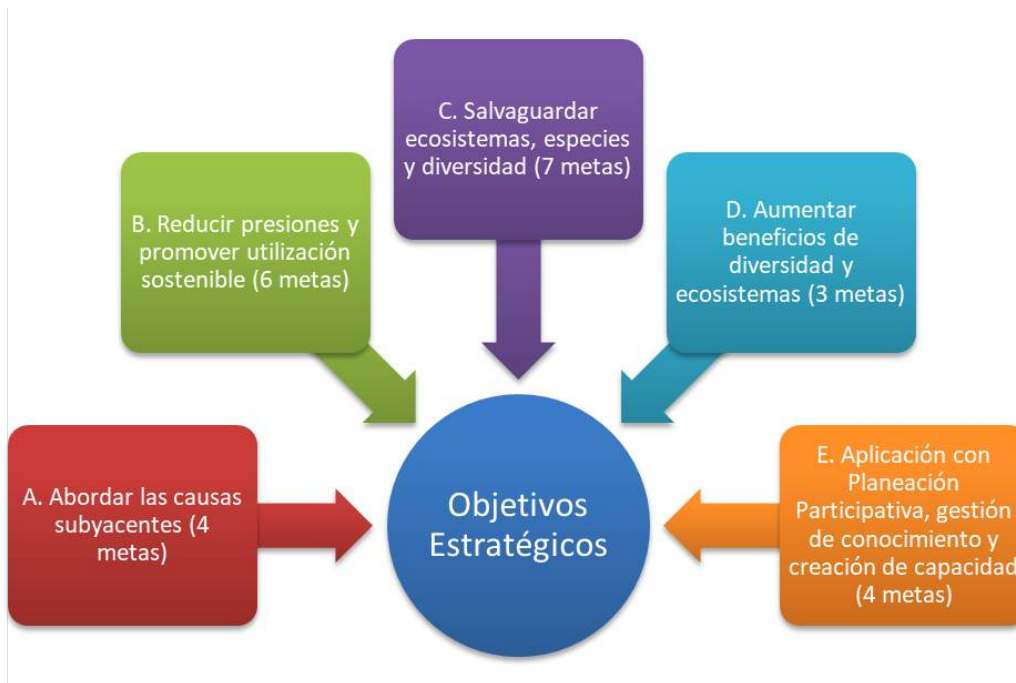 C. Salvaguardar
ecosistemas, especies
y diversidad (7 metas)
B. Reducir presiones y
promover utilización
sostenible (6 metas)
D. Aumentar
beneficios de
diversidad y
ecosistemas (3 metas)
A. Abordar las causas
subyacentes (4
metas)
Objetivos
Estratégicos
E. Aplicación con
Planeación
Participativa, gestión
de conocimiento y
creación de capacidad
(4 metas)